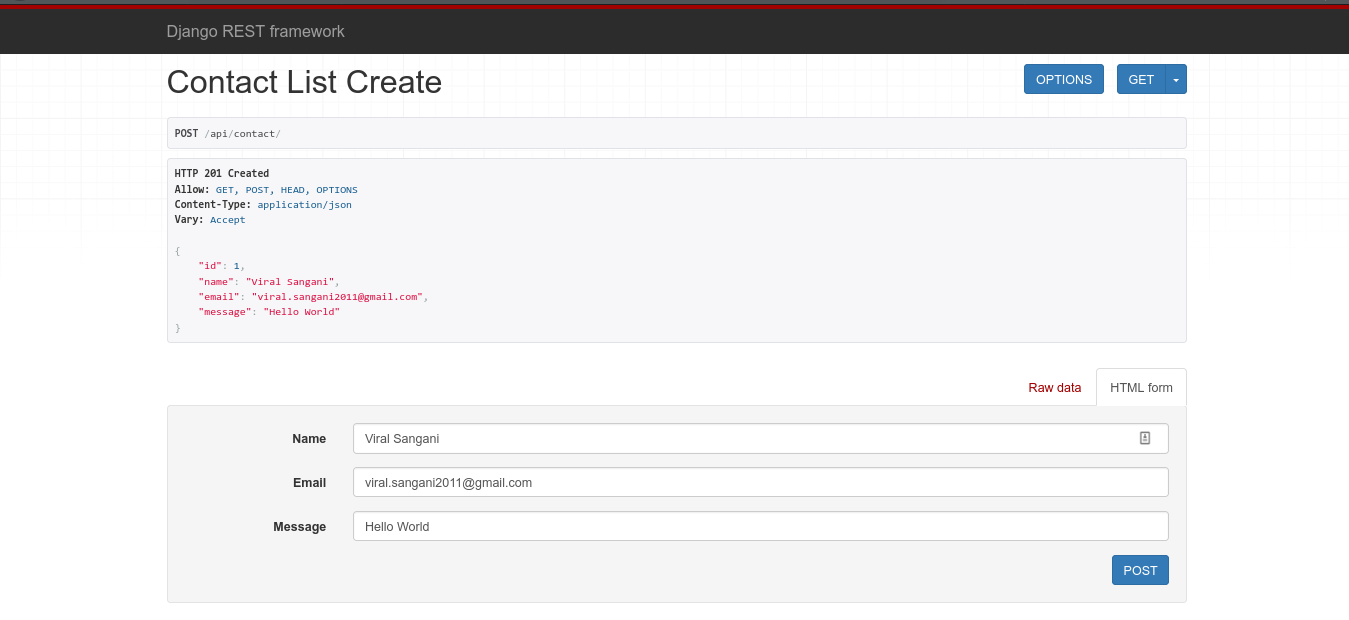 Django REST framework
Contact List Create
OPTIONS
GET
POST /api/contact/
HTTP 201 Created
Allow: GET, POST, HEAD, OPTIONS
Content-Type: application/json
Vary: Accept
{
    "id": 1,
    "name": "Viral Sangani",
    "email": "viral.sangani2011@gmail.com",
    "message": "Hello World"
}
Raw data
HTML form
Name
Viral Sangani
Email
viral.sangani2011@gmail.com
Message
Hello World
POST